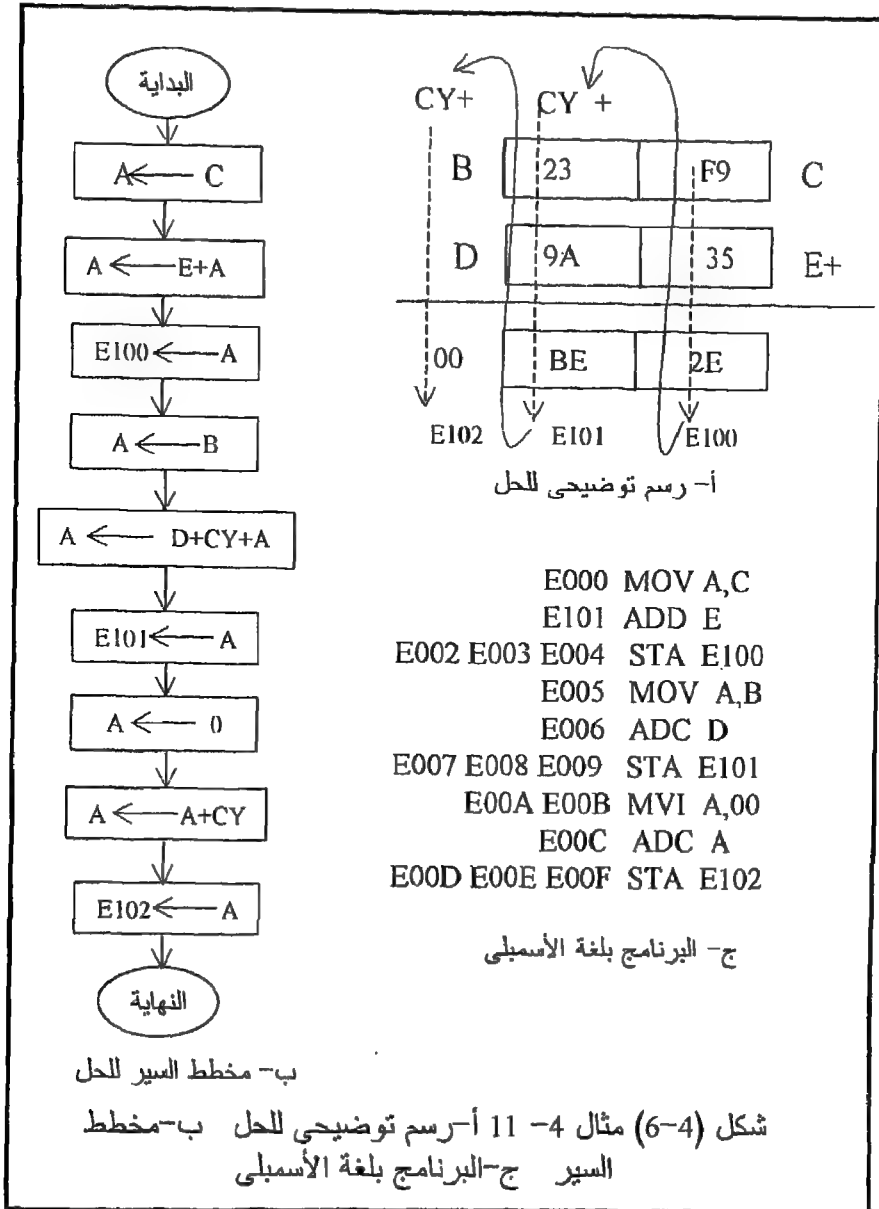 البداية
A ← C
A ← E+A
E100 ← A
A ← B
A ← D+CY+A
E101 ← A
A ← 0
A ← A+CY
E102 ← A
النهاية
ب- مخطط السير للحل
CY+ CY +
B 23 F9 C
D 9A 35 E+
00 BE 2E
E102 E101 E100
أ- رسم توضيحى للحل
E000 MOV A,C
E101 ADD E
E002 E003 E004 STA E100
E005 MOV A,B
E006 ADC D
E007 E008 E009 STA E101
E00A E00B MVI A,00
E00C ADC A
E00D E00E E00F STA E102
ج- البرنامج بلغة الأسمبلى
شكل (4-6) مثال 4- 11 أ-رسم توضيحى للحل ب-مخطط
السير ج-البرنامج بلغة الأسمبلى